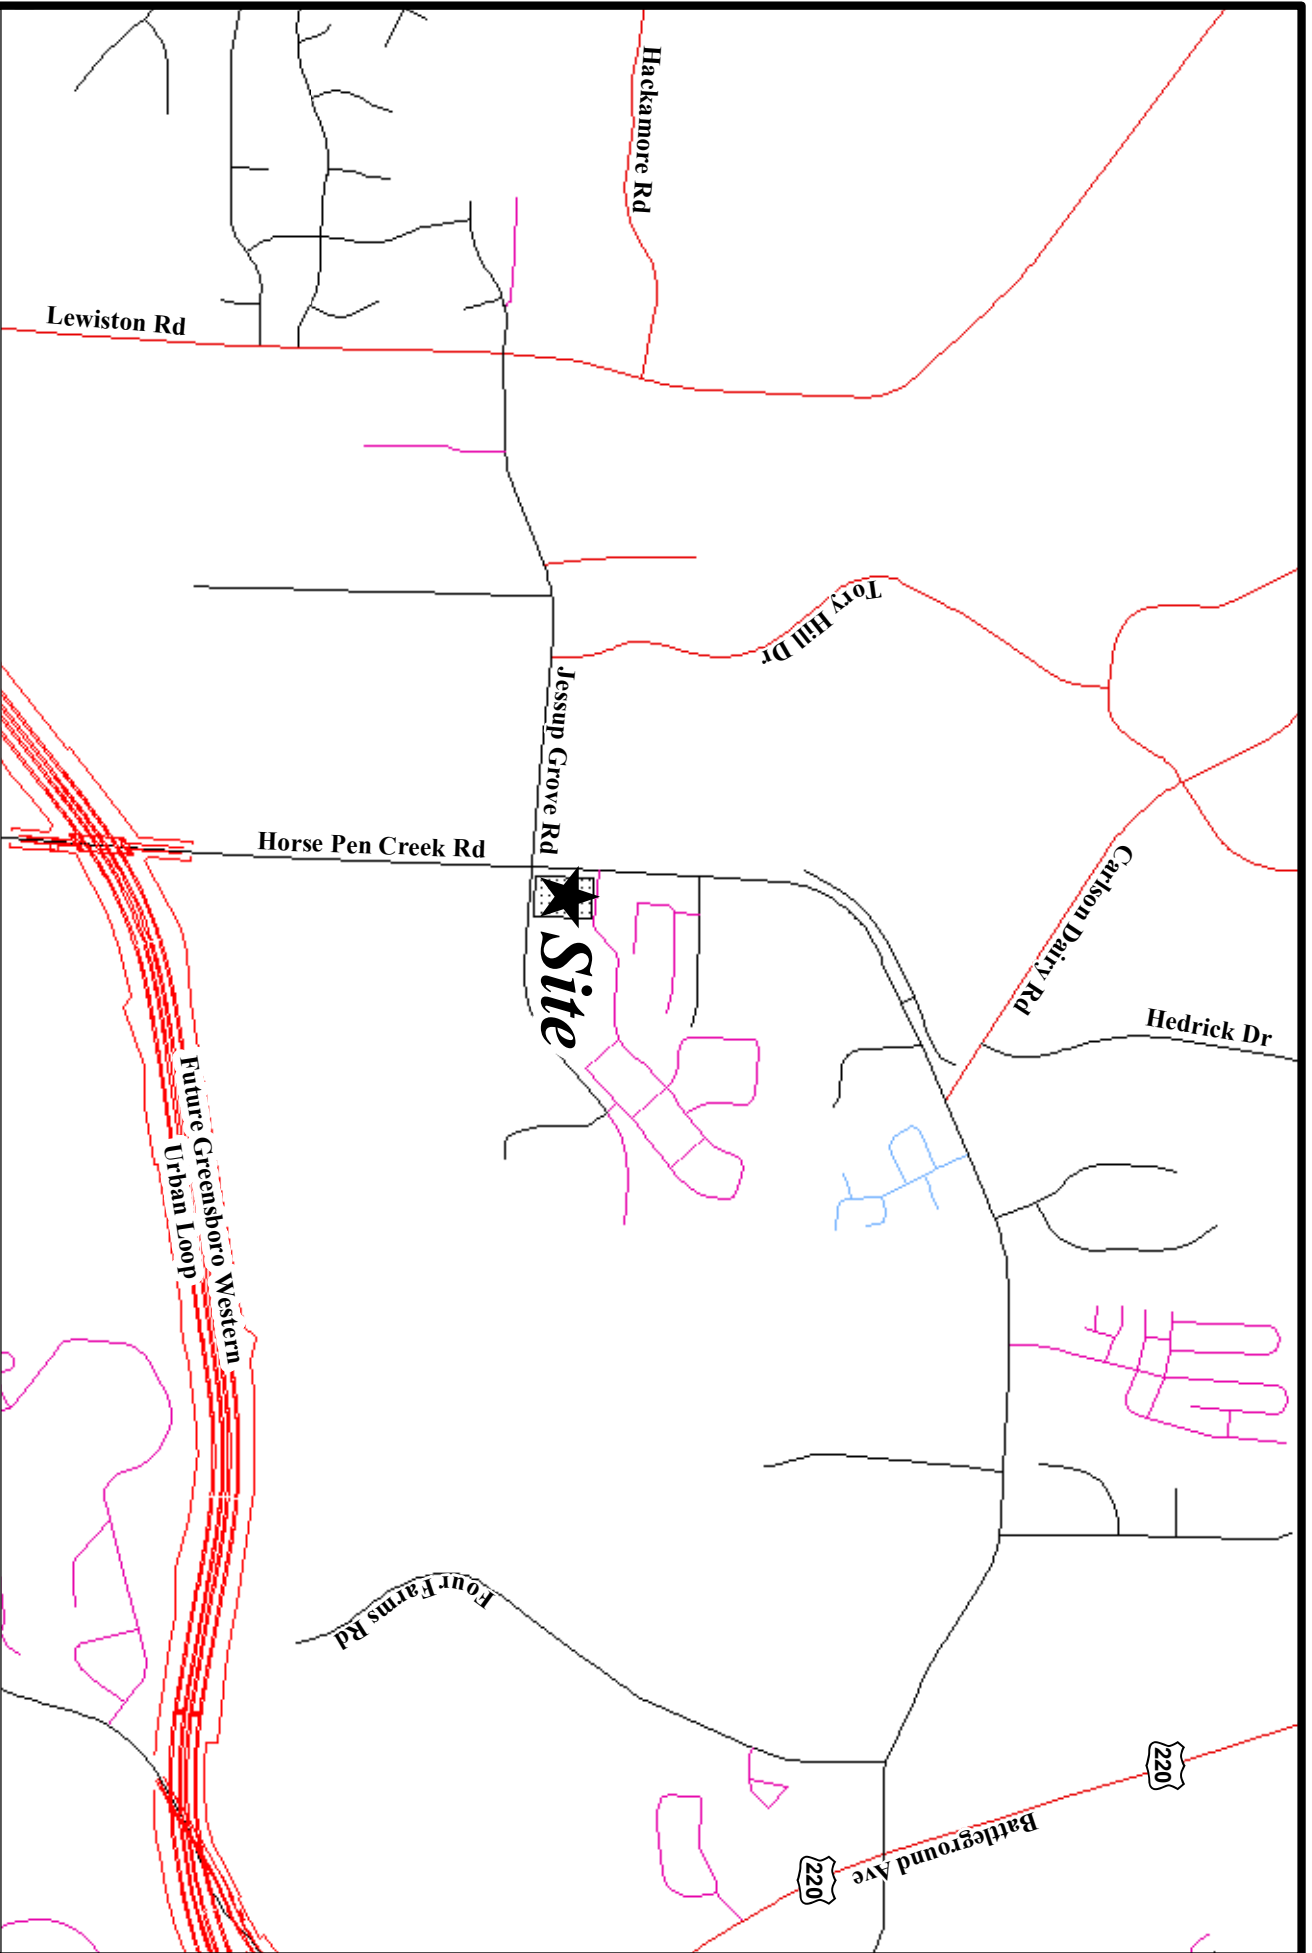 Hackamore Rd
Lewiston Rd
Tory Hill Dr
Jessup Grove Rd
Horse Pen Creek Rd
Carlson Dairy Rd
Site
Hedrick Dr
Future Greensboro Western
Urban Loop
Four Farms Rd
220
Battleground Ave
220